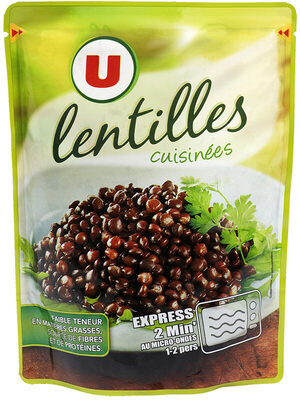 U
lentilles
cuisinées
FAIBLE TENEUR
EN MATIÈRES GRASSES,
SOURCE DE FIBRES
ET DE PROTÉINES.
EXPRESS
2 Min
AU MICRO-ONDES
1-2 pers